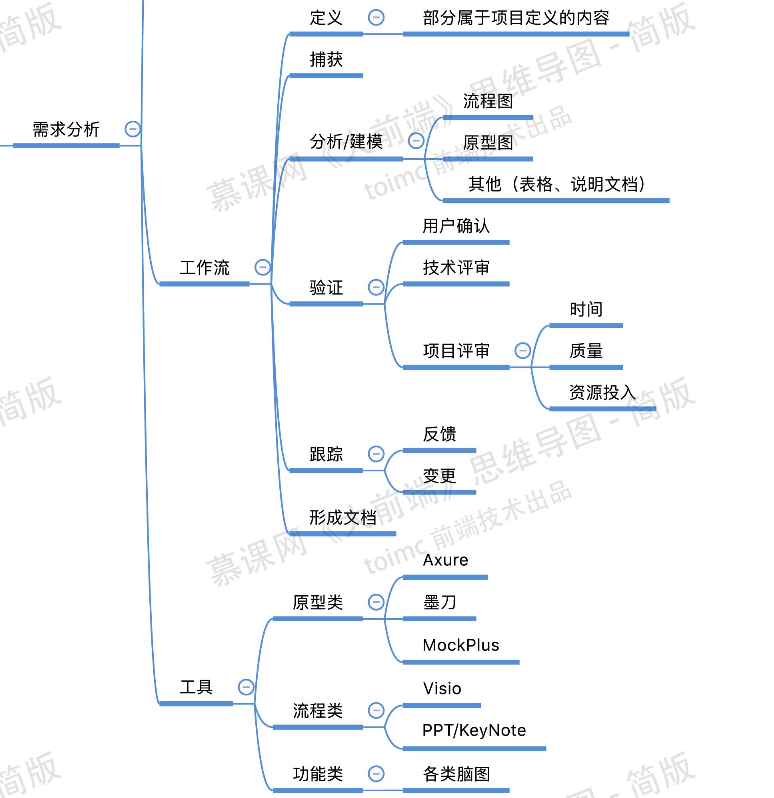 需求分析
工作流
定义
部分属于项目定义的内容
捕获
分析/建模
流程图
原型图
其他（表格、说明文档）
验证
用户确认
技术评审
项目评审
时间
质量
资源投入
跟踪
反馈
变更
形成文档
工具
原型类
Axure
墨刀
MockPlus
流程类
Visio
PPT/KeyNote
功能类
各类脑图
慕课网《大前端》思维导图 - 简版
toimc 前端技术出品
慕课网《大前端》思维导图 - 简版
toimc 前端技术出品
简版
简版
简版
简版